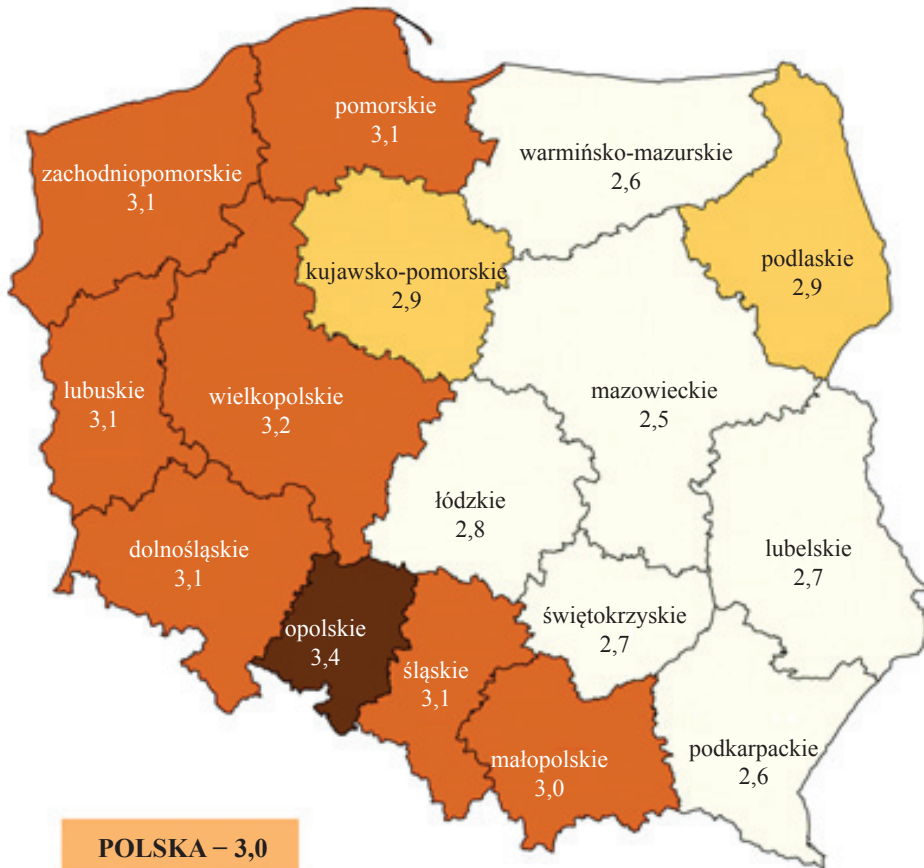 pomorskie
3,1
warmińsko-mazurskie
2,6
zachodniopomorskie
3,1
kujawsko-pomorskie
2,9
podlaskie
2,9
lubuskie
3,1
wielkopolskie
3,2
mazowieckie
2,5
łódzkie
2,8
dolnośląskie
3,1
lubelskie
2,7
opolskie
3,4
świętokrzyskie
2,7
śląskie
3,1
małopolskie
3,0
podkarpackie
2,6
POLSKA – 3,0